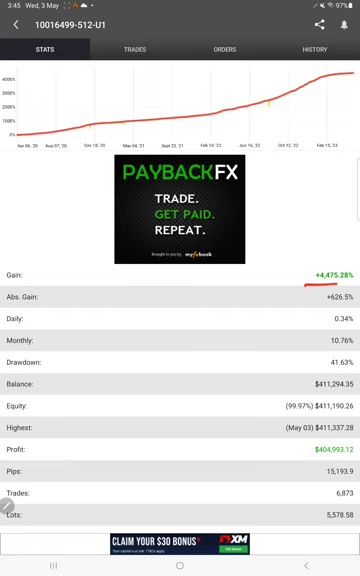 3:45 Wed, 3 May 97%
10016499-512-U1
STATS TRADES ORDERS HISTORY
4000%
3000%
2000%
1000%
0%
Apr 06, '20 Aug 07, '20 Dec 18, '20 Mar 04, '21 Sept 23, '21 Feb 10, '22 Jun 16, '22 Oct 12, '22 Feb 13, '23
PAYBACKFX
TRADE.
GET PAID.
REPEAT.
Brought to you by myfxbook
Gain: +4,475.28%
Abs. Gain: +626.5%
Daily: 0.34%
Monthly: 10.76%
Drawdown: 41.63%
Balance: $411,294.35
Equity: (99.97%) $411,190.26
Highest: (May 03) $411,337.28
Profit: $404,993.12
Pips: 15,193.9
Trades: 6,873
Lots: 5,578.58
CLAIM YOUR $30 BONUS* XM